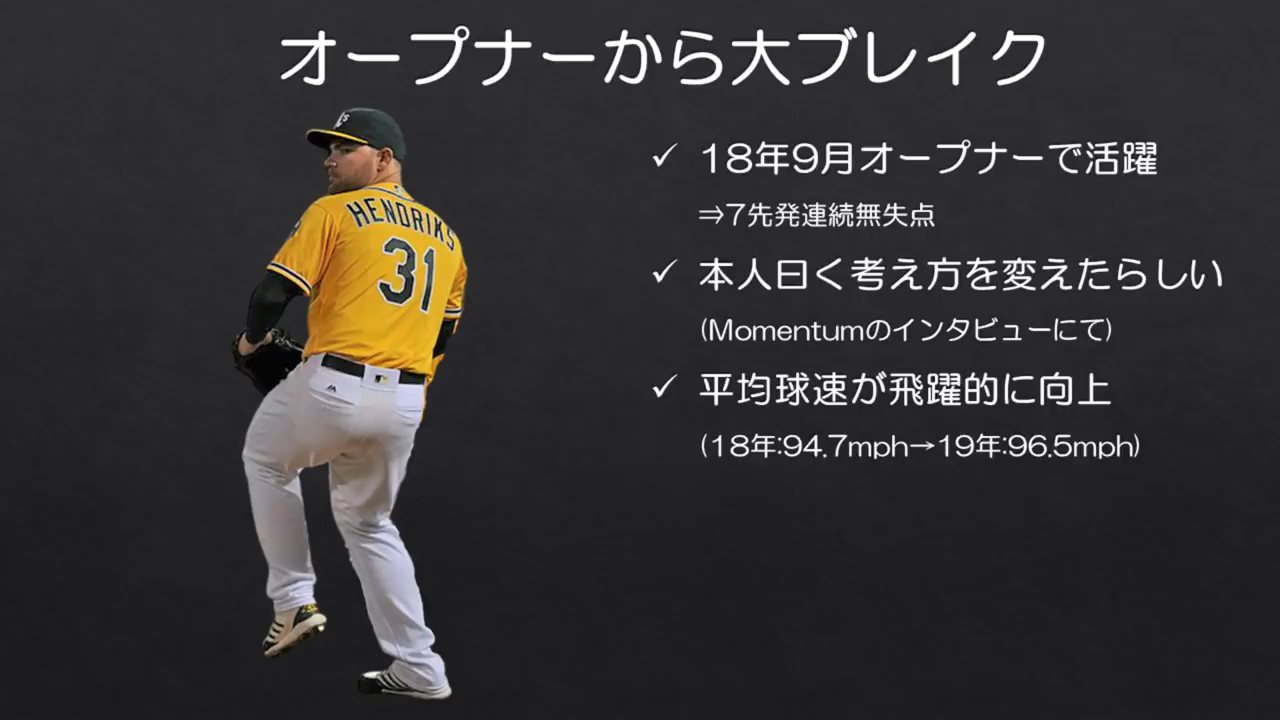 オープナーから大ブレイク
✓ 18年9月オープナーで活躍
⇒7先発連続無失点
✓ 本人曰く考え方を変えたらしい
(Momentumのインタビューにて)
✓ 平均球速が飛躍的に向上
(18年:94.7mph→19年:96.5mph)
A's
HENDRIKS
31